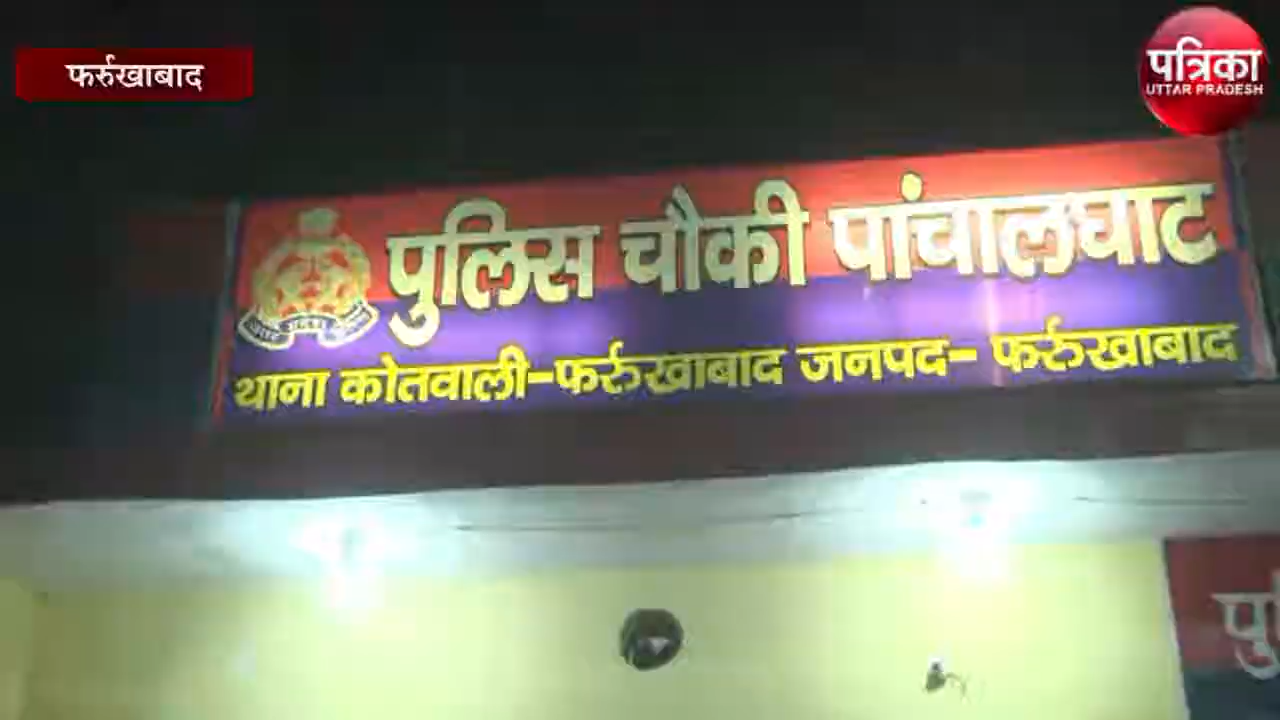 फर्रुखाबाद
पत्रिका
UTTAR PRADESH
पुलिस चौकी पांचालघाट
थाना कोतवाली-फर्रुखाबाद जनपद- फर्रुखाबाद